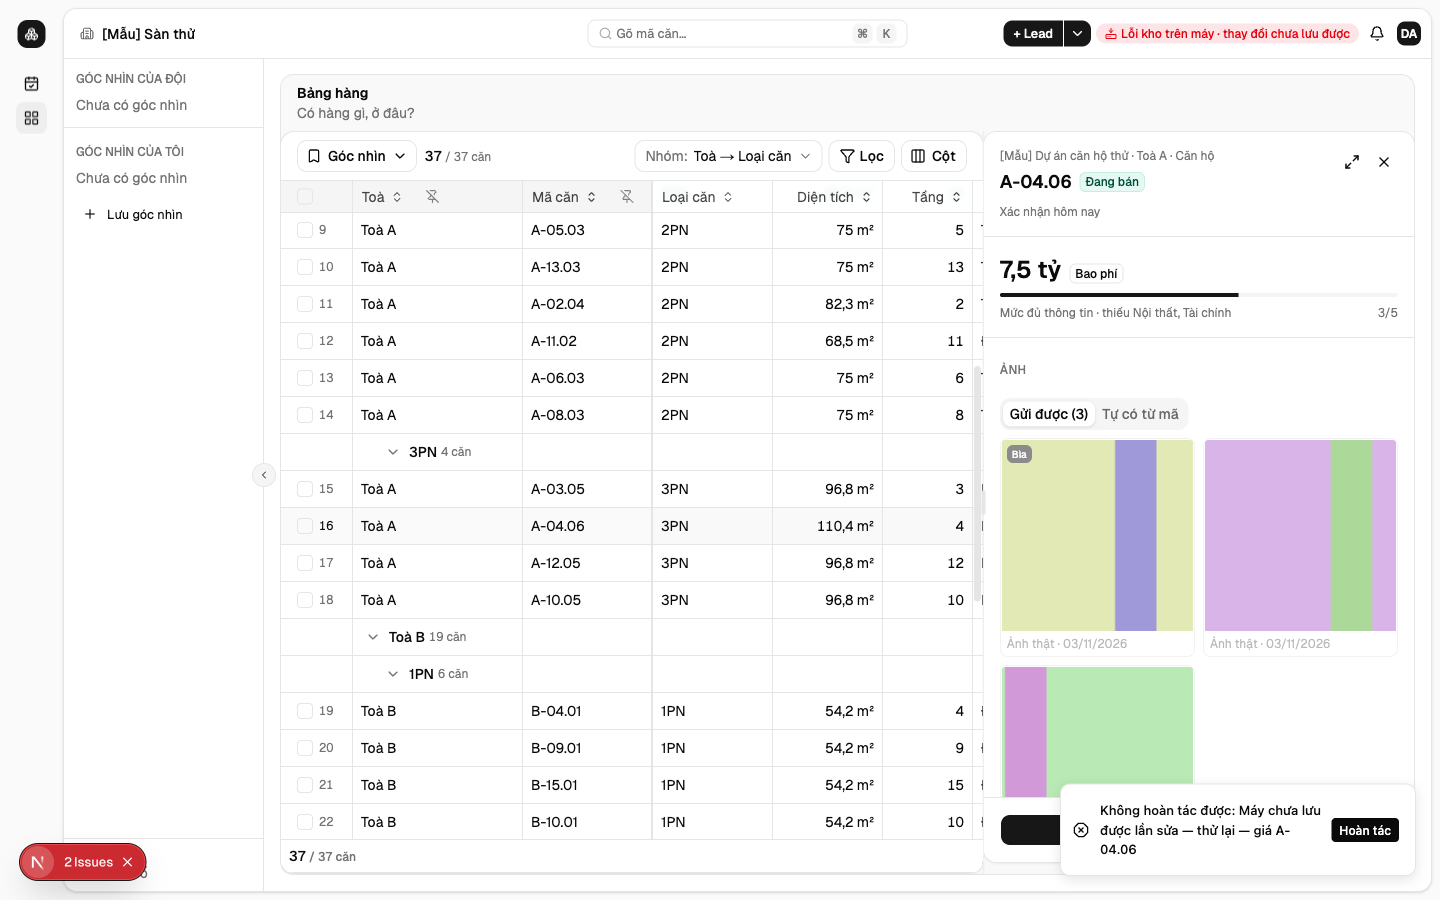 [Mẫu] Sàn thử
Gõ mã căn...
⌘ K
+ Lead
Lỗi kho trên máy · thay đổi chưa lưu được
DA
GÓC NHÌN CỦA ĐỘI
Chưa có góc nhìn
GÓC NHÌN CỦA TÔI
Chưa có góc nhìn
+ Lưu góc nhìn
Bảng hàng
Có hàng gì, ở đâu?
Góc nhìn
37 / 37 căn
Nhóm: Toà → Loại căn
Lọc
Cột
Toà Mã căn Loại căn Diện tích Tầng
9 Toà A A-05.03 2PN 75 m² 5
10 Toà A A-13.03 2PN 75 m² 13
11 Toà A A-02.04 2PN 82,3 m² 2
12 Toà A A-11.02 2PN 68,5 m² 11
13 Toà A A-06.03 2PN 75 m² 6
14 Toà A A-08.03 2PN 75 m² 8
3PN 4 căn
15 Toà A A-03.05 3PN 96,8 m² 3
16 Toà A A-04.06 3PN 110,4 m² 4
17 Toà A A-12.05 3PN 96,8 m² 12
18 Toà A A-10.05 3PN 96,8 m² 10
Toà B 19 căn
1PN 6 căn
19 Toà B B-04.01 1PN 54,2 m² 4
20 Toà B B-09.01 1PN 54,2 m² 9
21 Toà B B-15.01 1PN 54,2 m² 15
22 Toà B B-10.01 1PN 54,2 m² 10
37 / 37 căn
[Mẫu] Dự án căn hộ thử · Toà A · Căn hộ
A-04.06 Đang bán
Xác nhận hôm nay
7,5 tỷ Bao phí
Mức đủ thông tin · thiếu Nội thất, Tài chính 3/5
ẢNH
Gửi được (3) Tự có từ mã
Bìa
Ảnh thật · 03/11/2026
Ảnh thật · 03/11/2026
Không hoàn tác được: Máy chưa lưu
được lần sửa — thử lại — giá A-
04.06
Hoàn tác
N 2 Issues